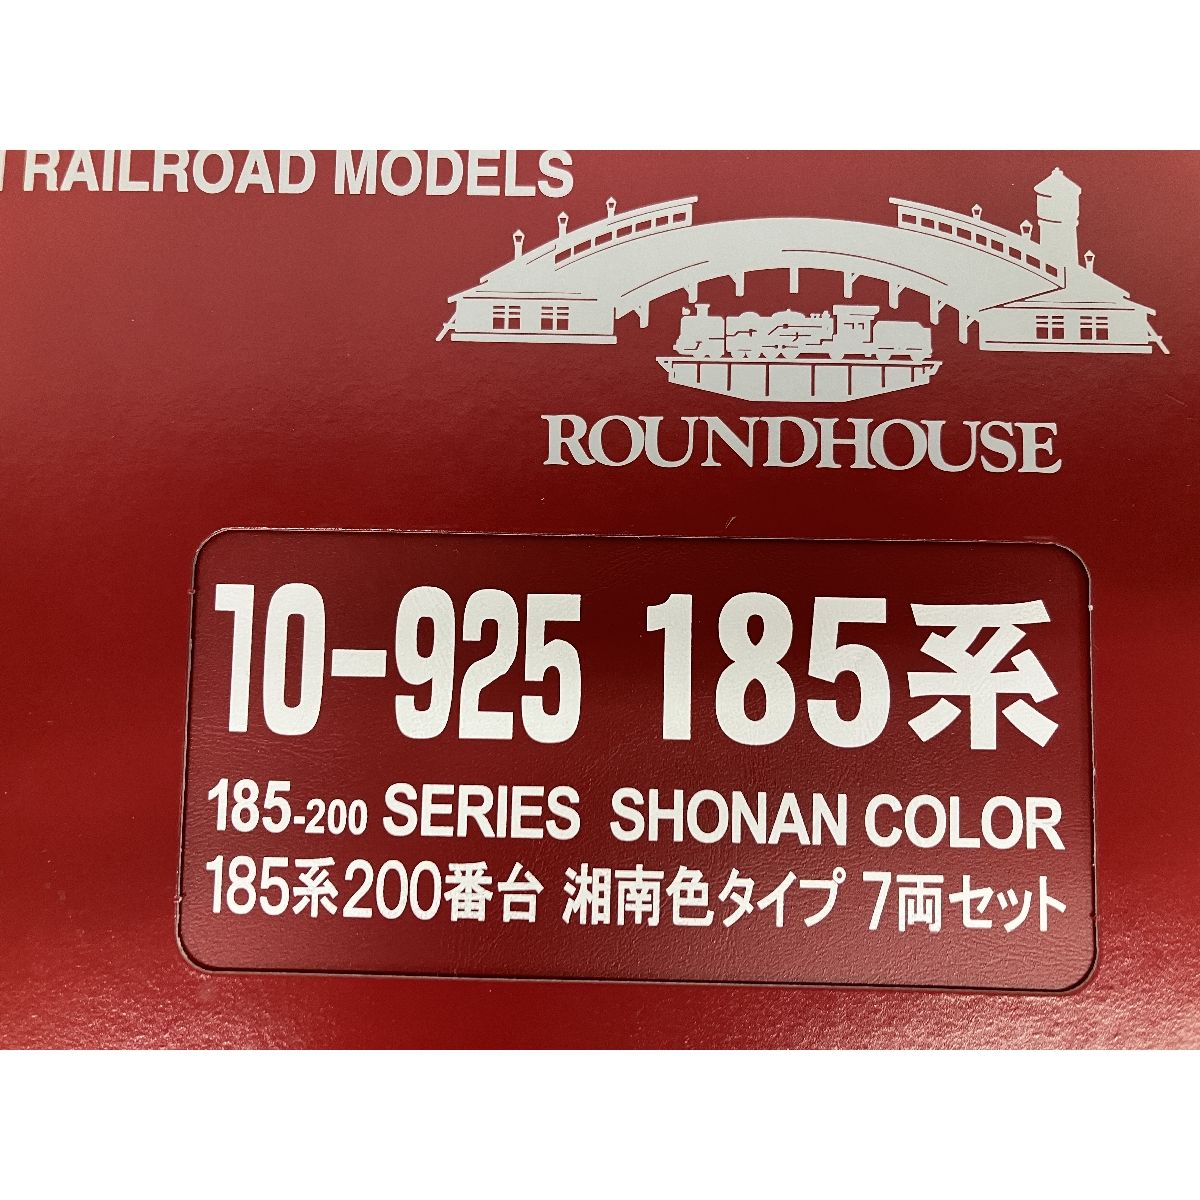 RAILROAD MODELS
ROUNDHOUSE
10-925 185系
185-200 SERIES SHONAN COLOR
185系200番台 湘南色タイプ 7両セット